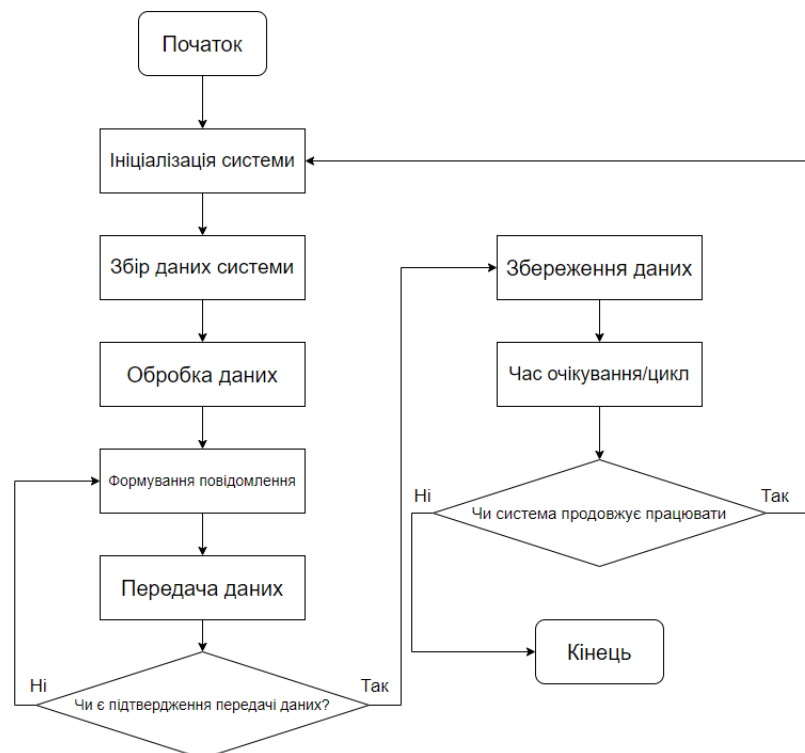 Початок
Ініціалізація системи
Збір даних системи
Обробка даних
Формування повідомлення
Передача даних
Ні
Чи є підтвердження передачі даних?
Так
Збереження даних
Час очікування/цикл
Ні
Чи система продовжує працювати
Так
Кінець